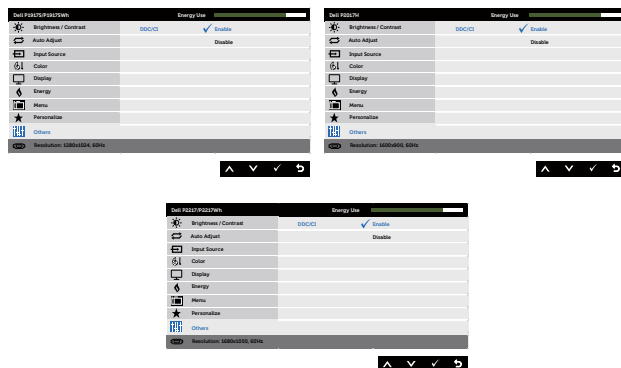 Dell P1917S/P1917SWh Energy Use
Brightness / Contrast DDC/CI Enable
Auto Adjust Disable
Input Source
Color
Display
Energy
Menu
Personalize
Others
Resolution: 1280x1024, 60Hz
Dell P2017H Energy Use
Brightness / Contrast DDC/CI Enable
Auto Adjust Disable
Input Source
Color
Display
Energy
Menu
Personalize
Others
Resolution: 1600x900, 60Hz
Dell P2217/P2217Wh Energy Use
Brightness / Contrast DDC/CI Enable
Auto Adjust Disable
Input Source
Color
Display
Energy
Menu
Personalize
Others
Resolution: 1680x1050, 60Hz